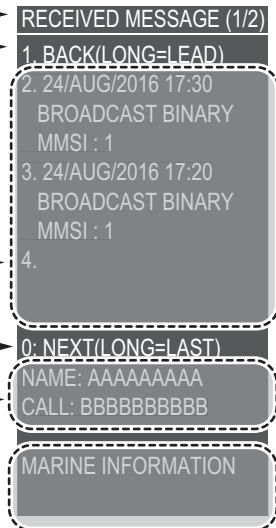 RECEIVED MESSAGE (1/2)
1. BACK(LONG=LEAD)
2. 24/AUG/2016 17:30
BROADCAST BINARY
MMSI : 1
3. 24/AUG/2016 17:20
BROADCAST BINARY
MMSI : 1
4.
0: NEXT(LONG=LAST)
NAME: AAAAAAAAA
CALL: BBBBBBBBBB
MARINE INFORMATION